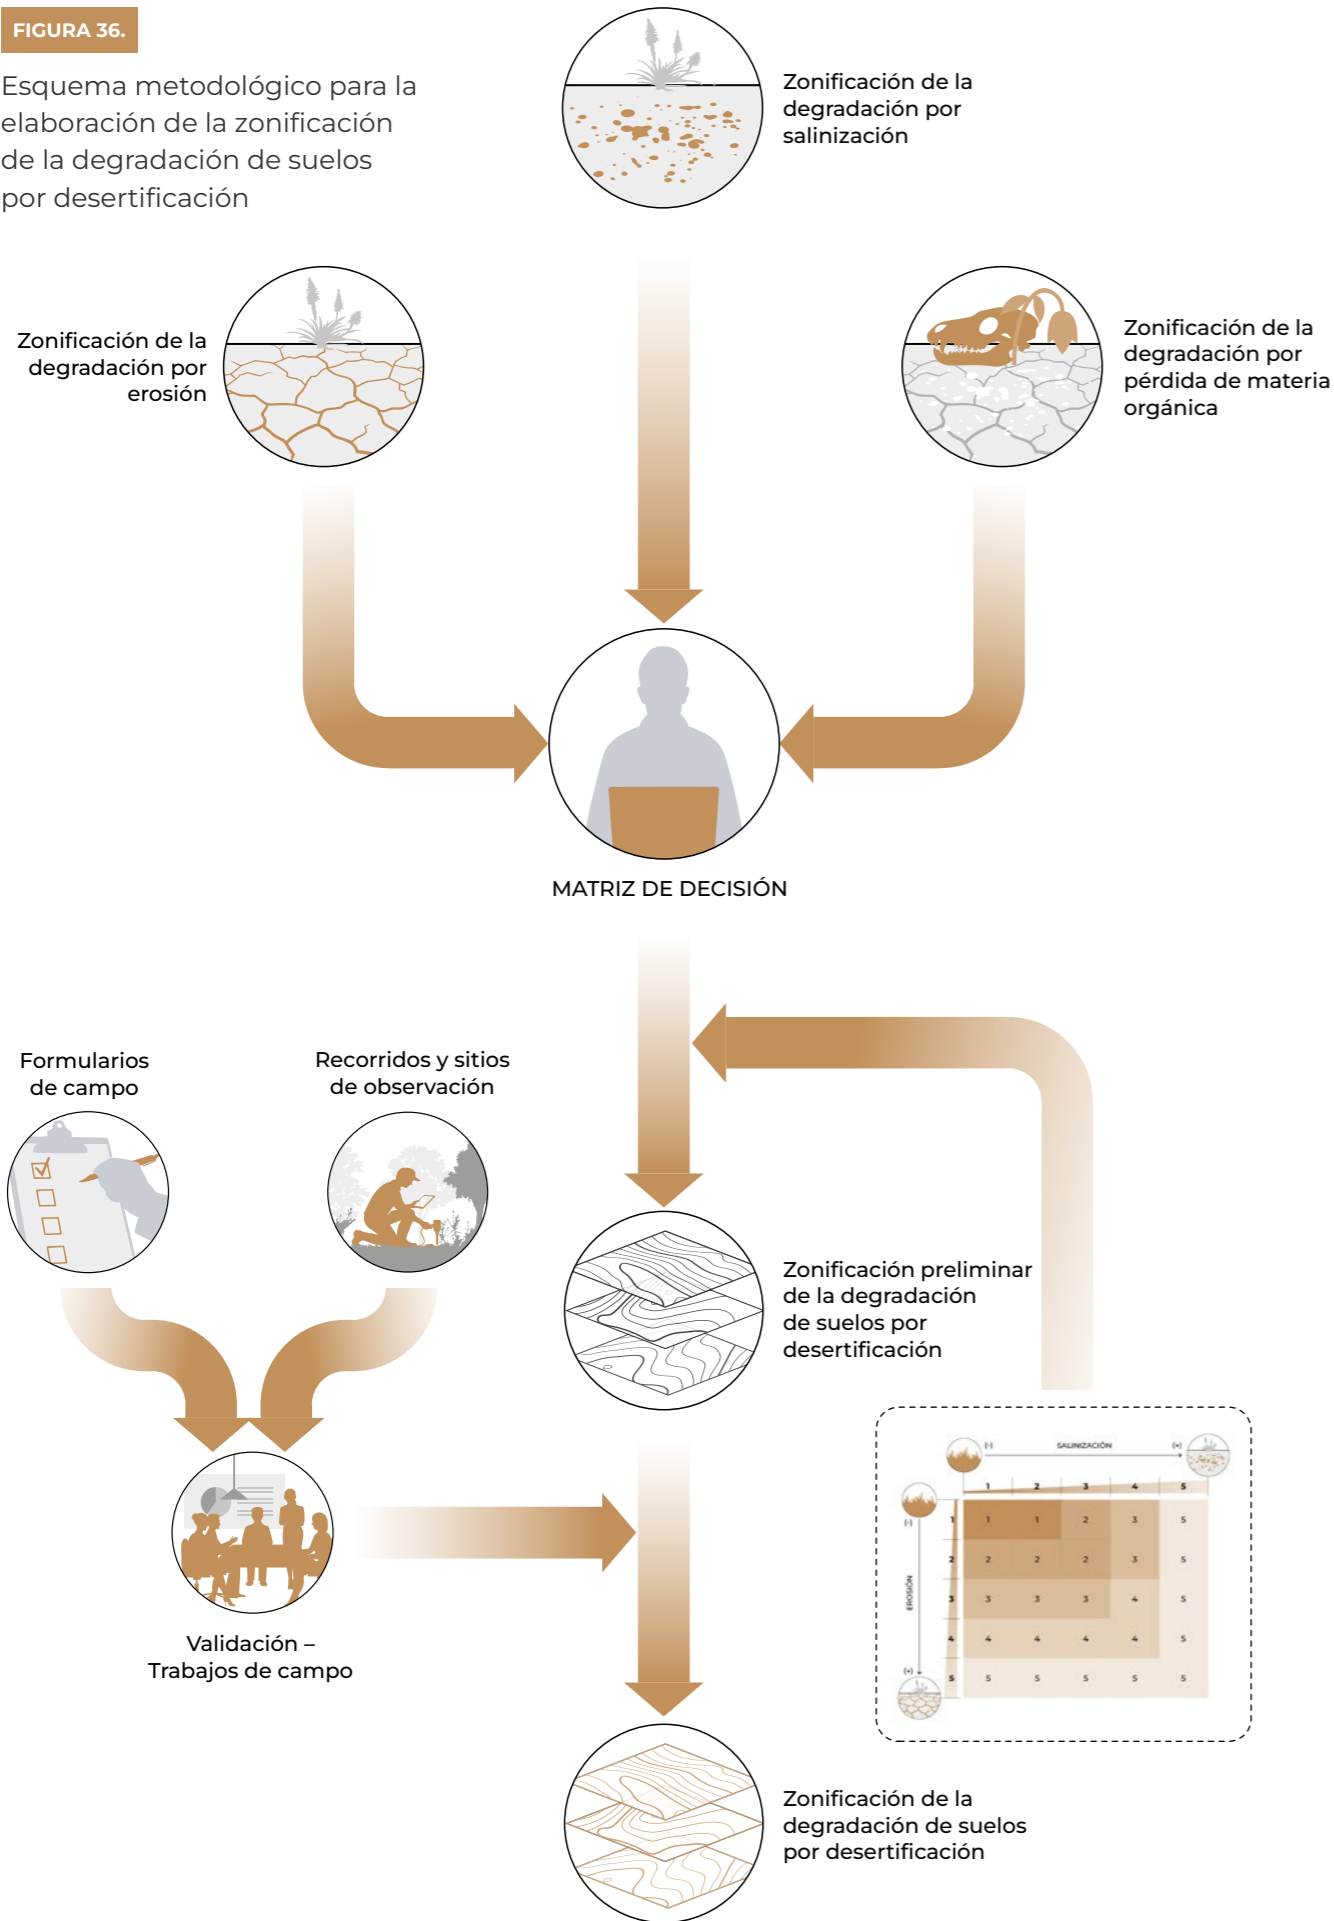 FIGURA 36.
Esquema metodológico para la
elaboración de la zonificación
de la degradación de suelos
por desertificación
Zonificación de la
degradación por
salinización
Zonificación de la
degradación por
erosión
Zonificación de la
degradación por
pérdida de materia
orgánica
MATRIZ DE DECISIÓN
Formularios
de campo
Recorridos y sitios
de observación
Zonificación preliminar
de la degradación
de suelos por
desertificación
Validación –
Trabajos de campo
(-) SALINIZACIÓN (+)
1 2 3 4 5
(-)
1 1 1 2 3 5
2 2 2 2 3 5
EROSIÓN
3 3 3 3 4 5
4 4 4 4 4 5
(+)
5 5 5 5 5 5
Zonificación de la
degradación de suelos
por desertificación